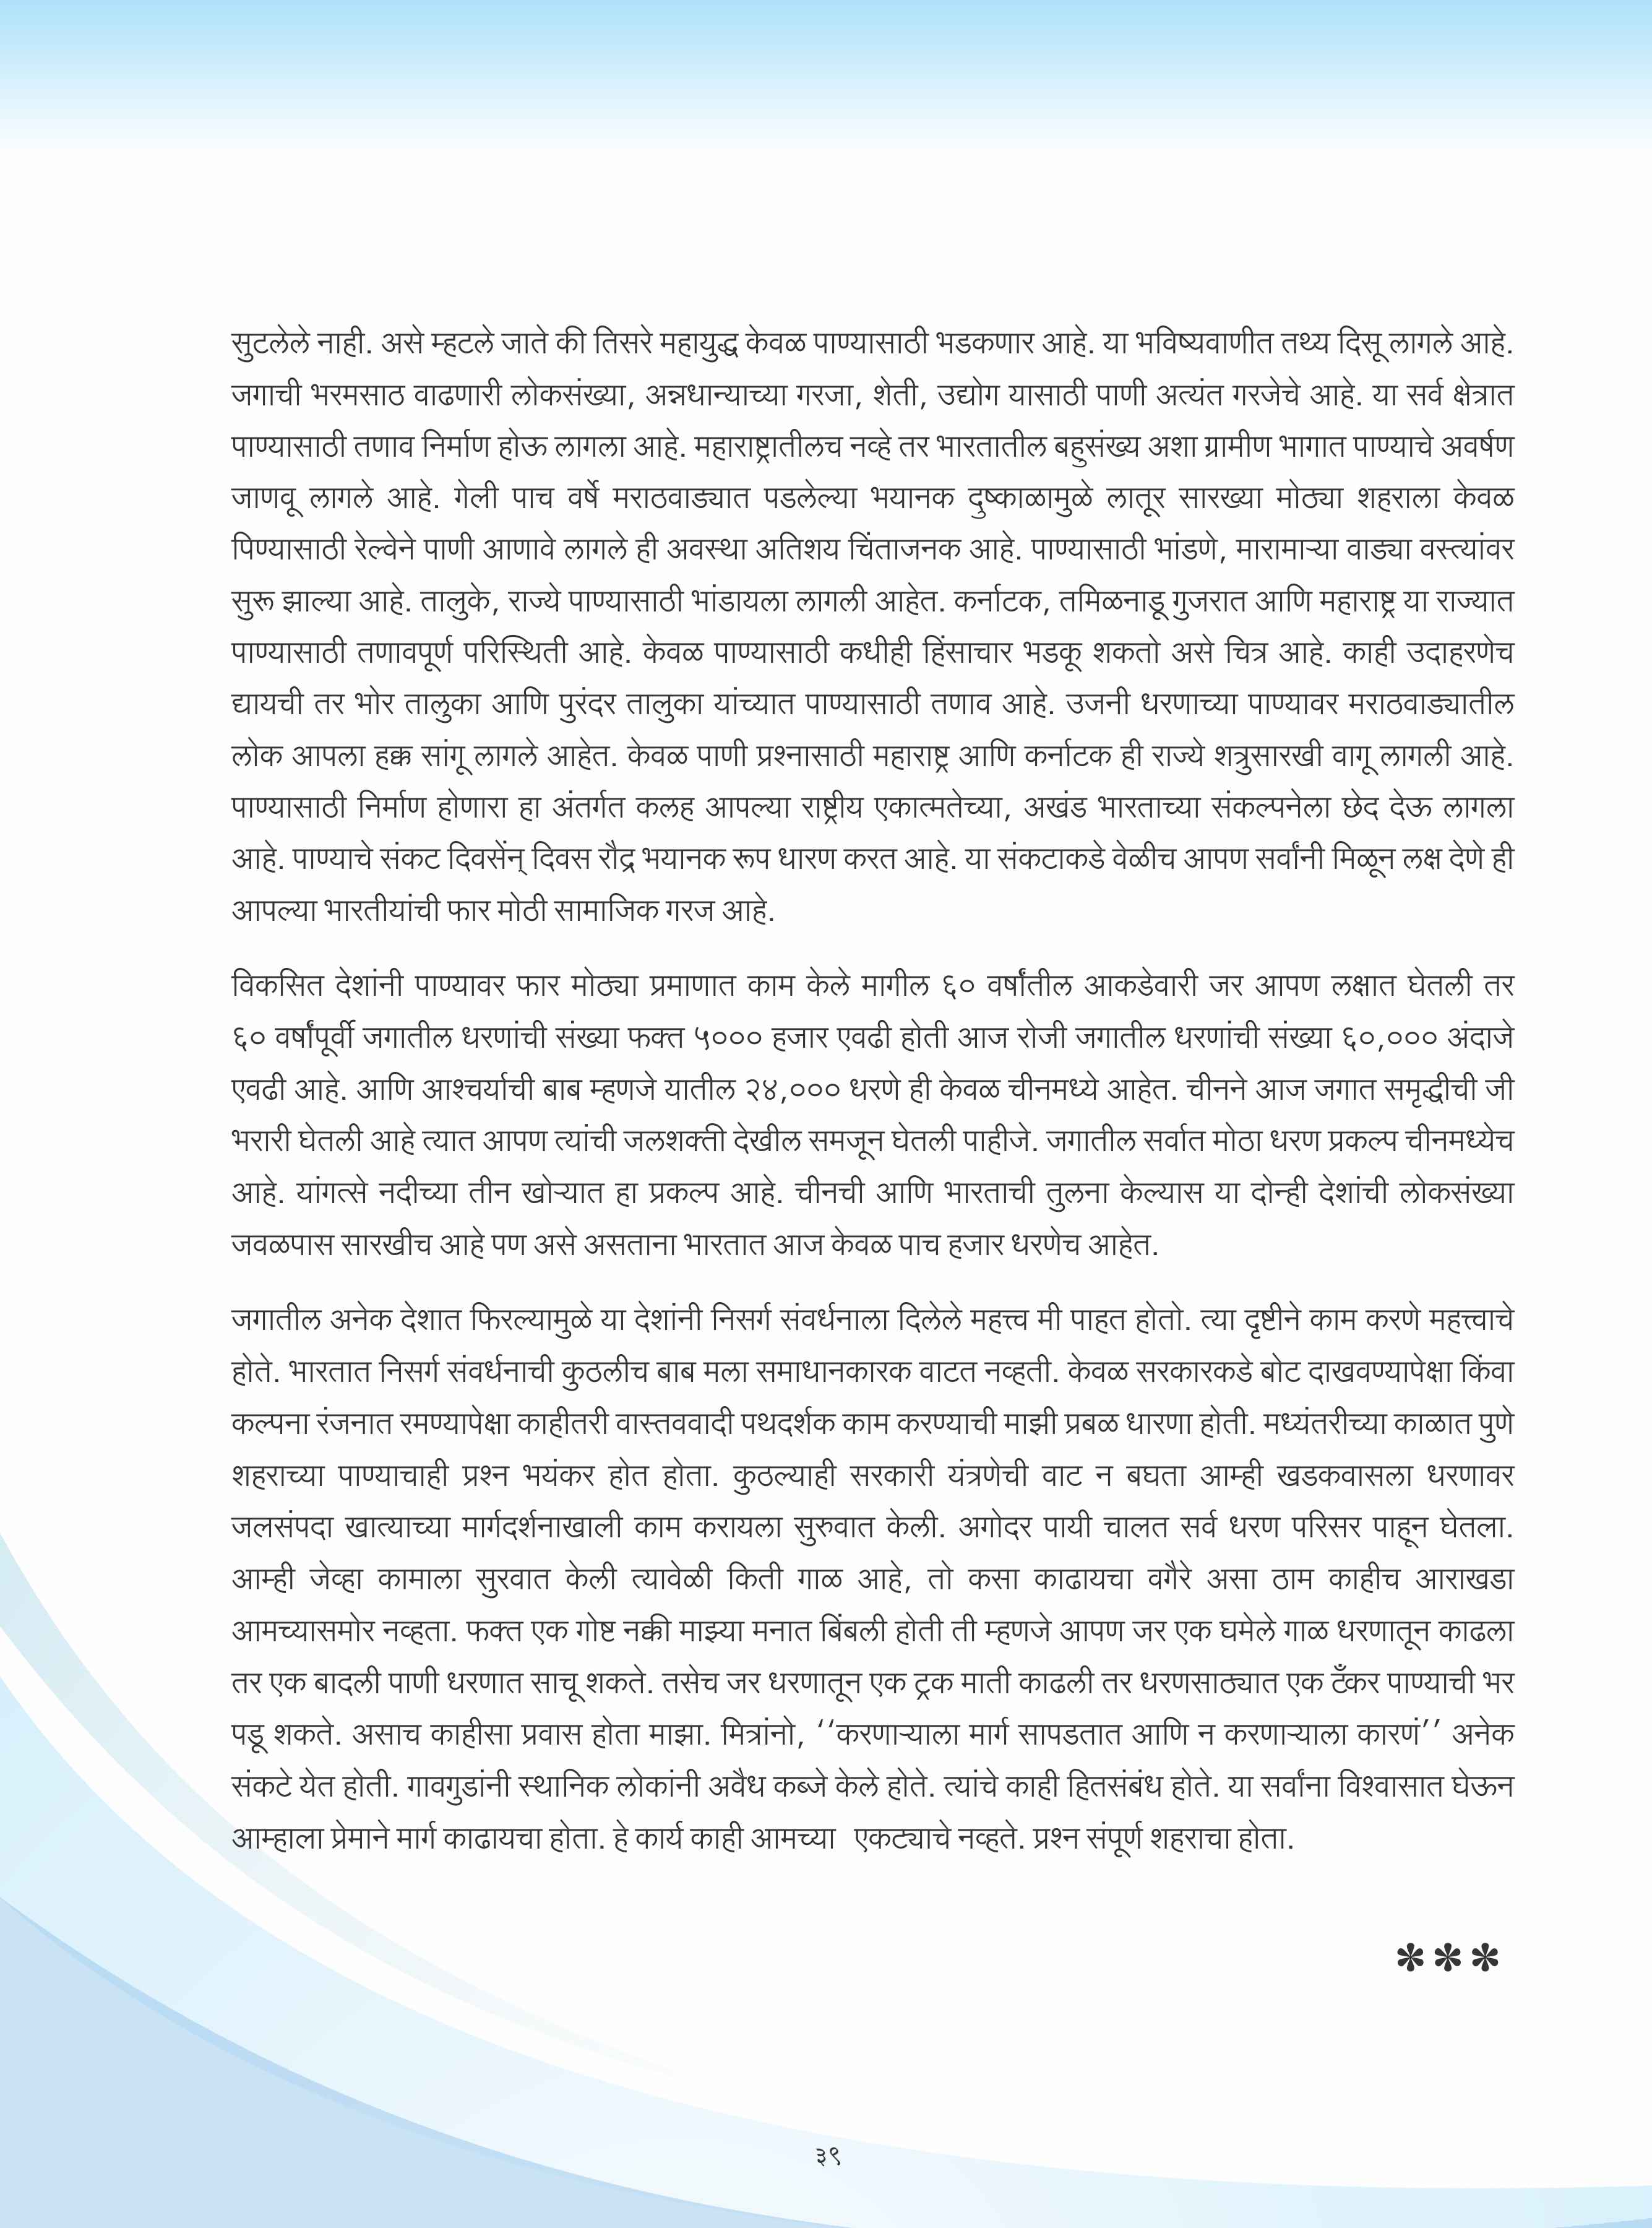 सुटलेले नाही. असे म्हटले जाते की तिसरे महायुद्ध केवळ पाण्यासाठी भडकणार आहे. या भविष्यवाणीत तथ्य दिसू लागले आहे.
जगाची भरमसाठ वाढणारी लोकसंख्या, अन्नधान्याच्या गरजा, शेती, उद्योग यासाठी पाणी अत्यंत गरजेचे आहे. या सर्व क्षेत्रात
पाण्यासाठी तणाव निर्माण होऊ लागला आहे. महाराष्ट्रातीलच नव्हे तर भारतातील बहुसंख्य अशा ग्रामीण भागात पाण्याचे अवर्षण
जाणवू लागले आहे. गेली पाच वर्षे मराठवाड्यात पडलेल्या भयानक दुष्काळामुळे लातूर सारख्या मोठ्या शहराला केवळ
पिण्यासाठी रेल्वेने पाणी आणावे लागले ही अवस्था अतिशय चिंताजनक आहे. पाण्यासाठी भांडणे, मारामाऱ्या वाड्या वस्त्यांवर
सुरू झाल्या आहे. तालुके, राज्ये पाण्यासाठी भांडायला लागली आहेत. कर्नाटक, तमिळनाडू गुजरात आणि महाराष्ट्र या राज्यात
पाण्यासाठी तणावपूर्ण परिस्थिती आहे. केवळ पाण्यासाठी कधीही हिंसाचार भडकू शकतो असे चित्र आहे. काही उदाहरणेच
द्यायची तर भोर तालुका आणि पुरंदर तालुका यांच्यात पाण्यासाठी तणाव आहे. उजनी धरणाच्या पाण्यावर मराठवाड्यातील
लोक आपला हक्क सांगू लागले आहेत. केवळ पाणी प्रश्नासाठी महाराष्ट्र आणि कर्नाटक ही राज्ये शत्रुसारखी वागू लागली आहे.
पाण्यासाठी निर्माण होणारा हा अंतर्गत कलह आपल्या राष्ट्रीय एकात्मतेच्या, अखंड भारताच्या संकल्पनेला छेद देऊ लागला
आहे. पाण्याचे संकट दिवसेंन् दिवस रौद्र भयानक रूप धारण करत आहे. या संकटाकडे वेळीच आपण सर्वांनी मिळून लक्ष देणे ही
आपल्या भारतीयांची फार मोठी सामाजिक गरज आहे.
विकसित देशांनी पाण्यावर फार मोठ्या प्रमाणात काम केले मागील ६० वर्षांतील आकडेवारी जर आपण लक्षात घेतली तर
६० वर्षांपूर्वी जगातील धरणांची संख्या फक्त ५००० हजार एवढी होती आज रोजी जगातील धरणांची संख्या ६०,००० अंदाजे
एवढी आहे. आणि आश्चर्याची बाब म्हणजे यातील २४,००० धरणे ही केवळ चीनमध्ये आहेत. चीनने आज जगात समृद्धीची जी
भरारी घेतली आहे त्यात आपण त्यांची जलशक्ती देखील समजून घेतली पाहीजे. जगातील सर्वात मोठा धरण प्रकल्प चीनमध्येच
आहे. यांगत्से नदीच्या तीन खोऱ्यात हा प्रकल्प आहे. चीनची आणि भारताची तुलना केल्यास या दोन्ही देशांची लोकसंख्या
जवळपास सारखीच आहे पण असे असताना भारतात आज केवळ पाच हजार धरणेच आहेत.
जगातील अनेक देशात फिरल्यामुळे या देशांनी निसर्ग संवर्धनाला दिलेले महत्त्व मी पाहत होतो. त्या दृष्टीने काम करणे महत्त्वाचे
होते. भारतात निसर्ग संवर्धनाची कुठलीच बाब मला समाधानकारक वाटत नव्हती. केवळ सरकारकडे बोट दाखवण्यापेक्षा किंवा
कल्पना रंजनात रमण्यापेक्षा काहीतरी वास्तववादी पथदर्शक काम करण्याची माझी प्रबळ धारणा होती. मध्यंतरीच्या काळात पुणे
शहराच्या पाण्याचाही प्रश्न भयंकर होत होता. कुठल्याही सरकारी यंत्रणेची वाट न बघता आम्ही खडकवासला धरणावर
जलसंपदा खात्याच्या मार्गदर्शनाखाली काम करायला सुरुवात केली. अगोदर पायी चालत सर्व धरण परिसर पाहून घेतला.
आम्ही जेव्हा कामाला सुरवात केली त्यावेळी किती गाळ आहे, तो कसा काढायचा वगैरे असा ठाम काहीच आराखडा
आमच्यासमोर नव्हता. फक्त एक गोष्ट नक्की माझ्या मनात बिंबली होती ती म्हणजे आपण जर एक घमेले गाळ धरणातून काढला
तर एक बादली पाणी धरणात साचू शकते. तसेच जर धरणातून एक ट्रक माती काढली तर धरणसाठ्यात एक टँकर पाण्याची भर
पडू शकते. असाच काहीसा प्रवास होता माझा. मित्रांनो, ‘‘करणाऱ्याला मार्ग सापडतात आणि न करणाऱ्याला कारणं’’ अनेक
संकटे येत होती. गावगुडांनी स्थानिक लोकांनी अवैध कब्जे केले होते. त्यांचे काही हितसंबंध होते. या सर्वांना विश्वासात घेऊन
आम्हाला प्रेमाने मार्ग काढायचा होता. हे कार्य काही आमच्या एकट्याचे नव्हते. प्रश्न संपूर्ण शहराचा होता.
***
३९